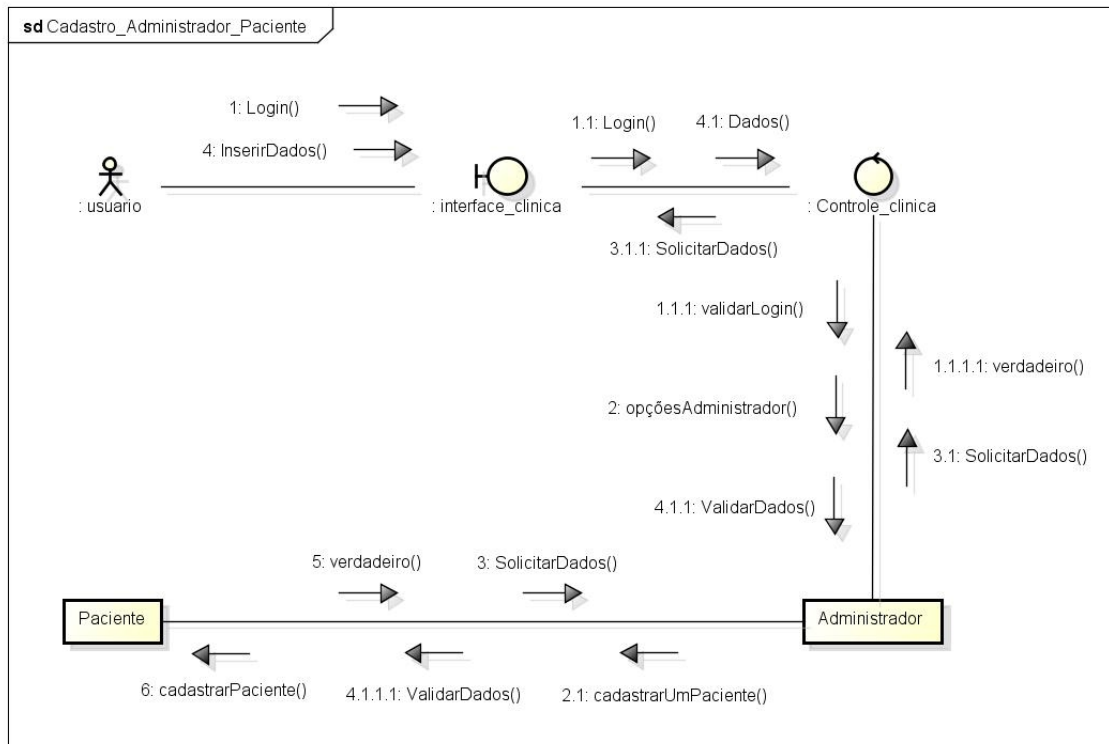 sd Cadastro_Administrador_Paciente
1: Login()
4: InserirDados()
1.1: Login()
4.1: Dados()
: usuario
: interface_clinica
: Controle_clinica
3.1.1: SolicitarDados()
1.1.1: validarLogin()
1.1.1.1: verdadeiro()
2: opçõesAdministrador()
3.1: SolicitarDados()
4.1.1: ValidarDados()
5: verdadeiro()
3: SolicitarDados()
Paciente
Administrador
6: cadastrarPaciente()
4.1.1.1: ValidarDados()
2.1: cadastrarUmPaciente()